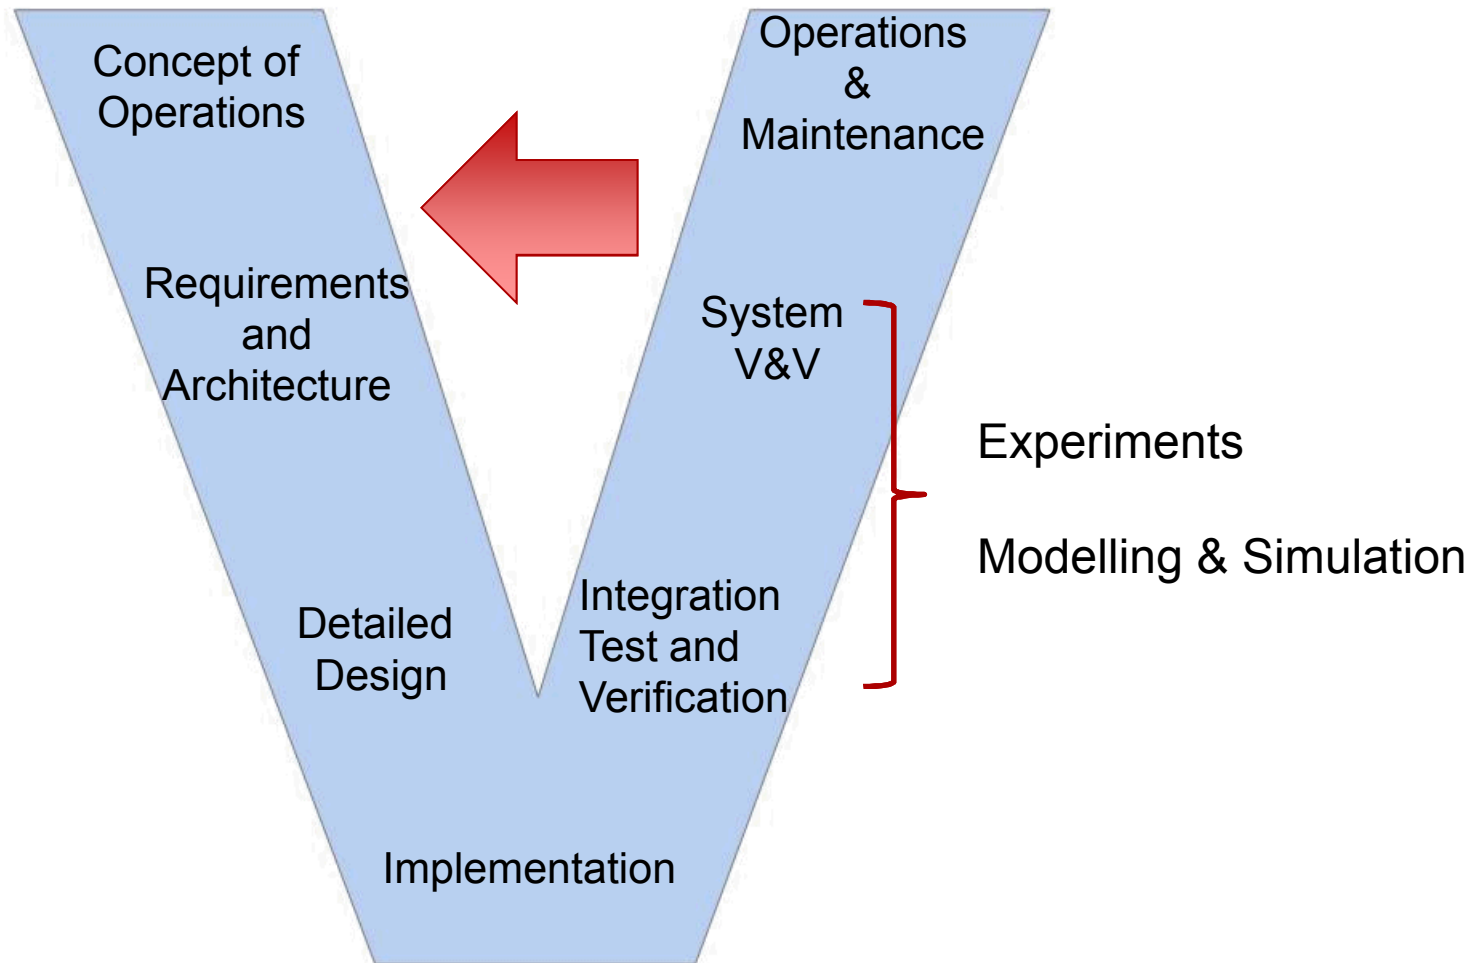 Concept of
Operations
Requirements
and
Architecture
Detailed
Design
Implementation
Integration
Test and
Verification
System
V&V
Operations
&
Maintenance
Experiments
Modelling & Simulation